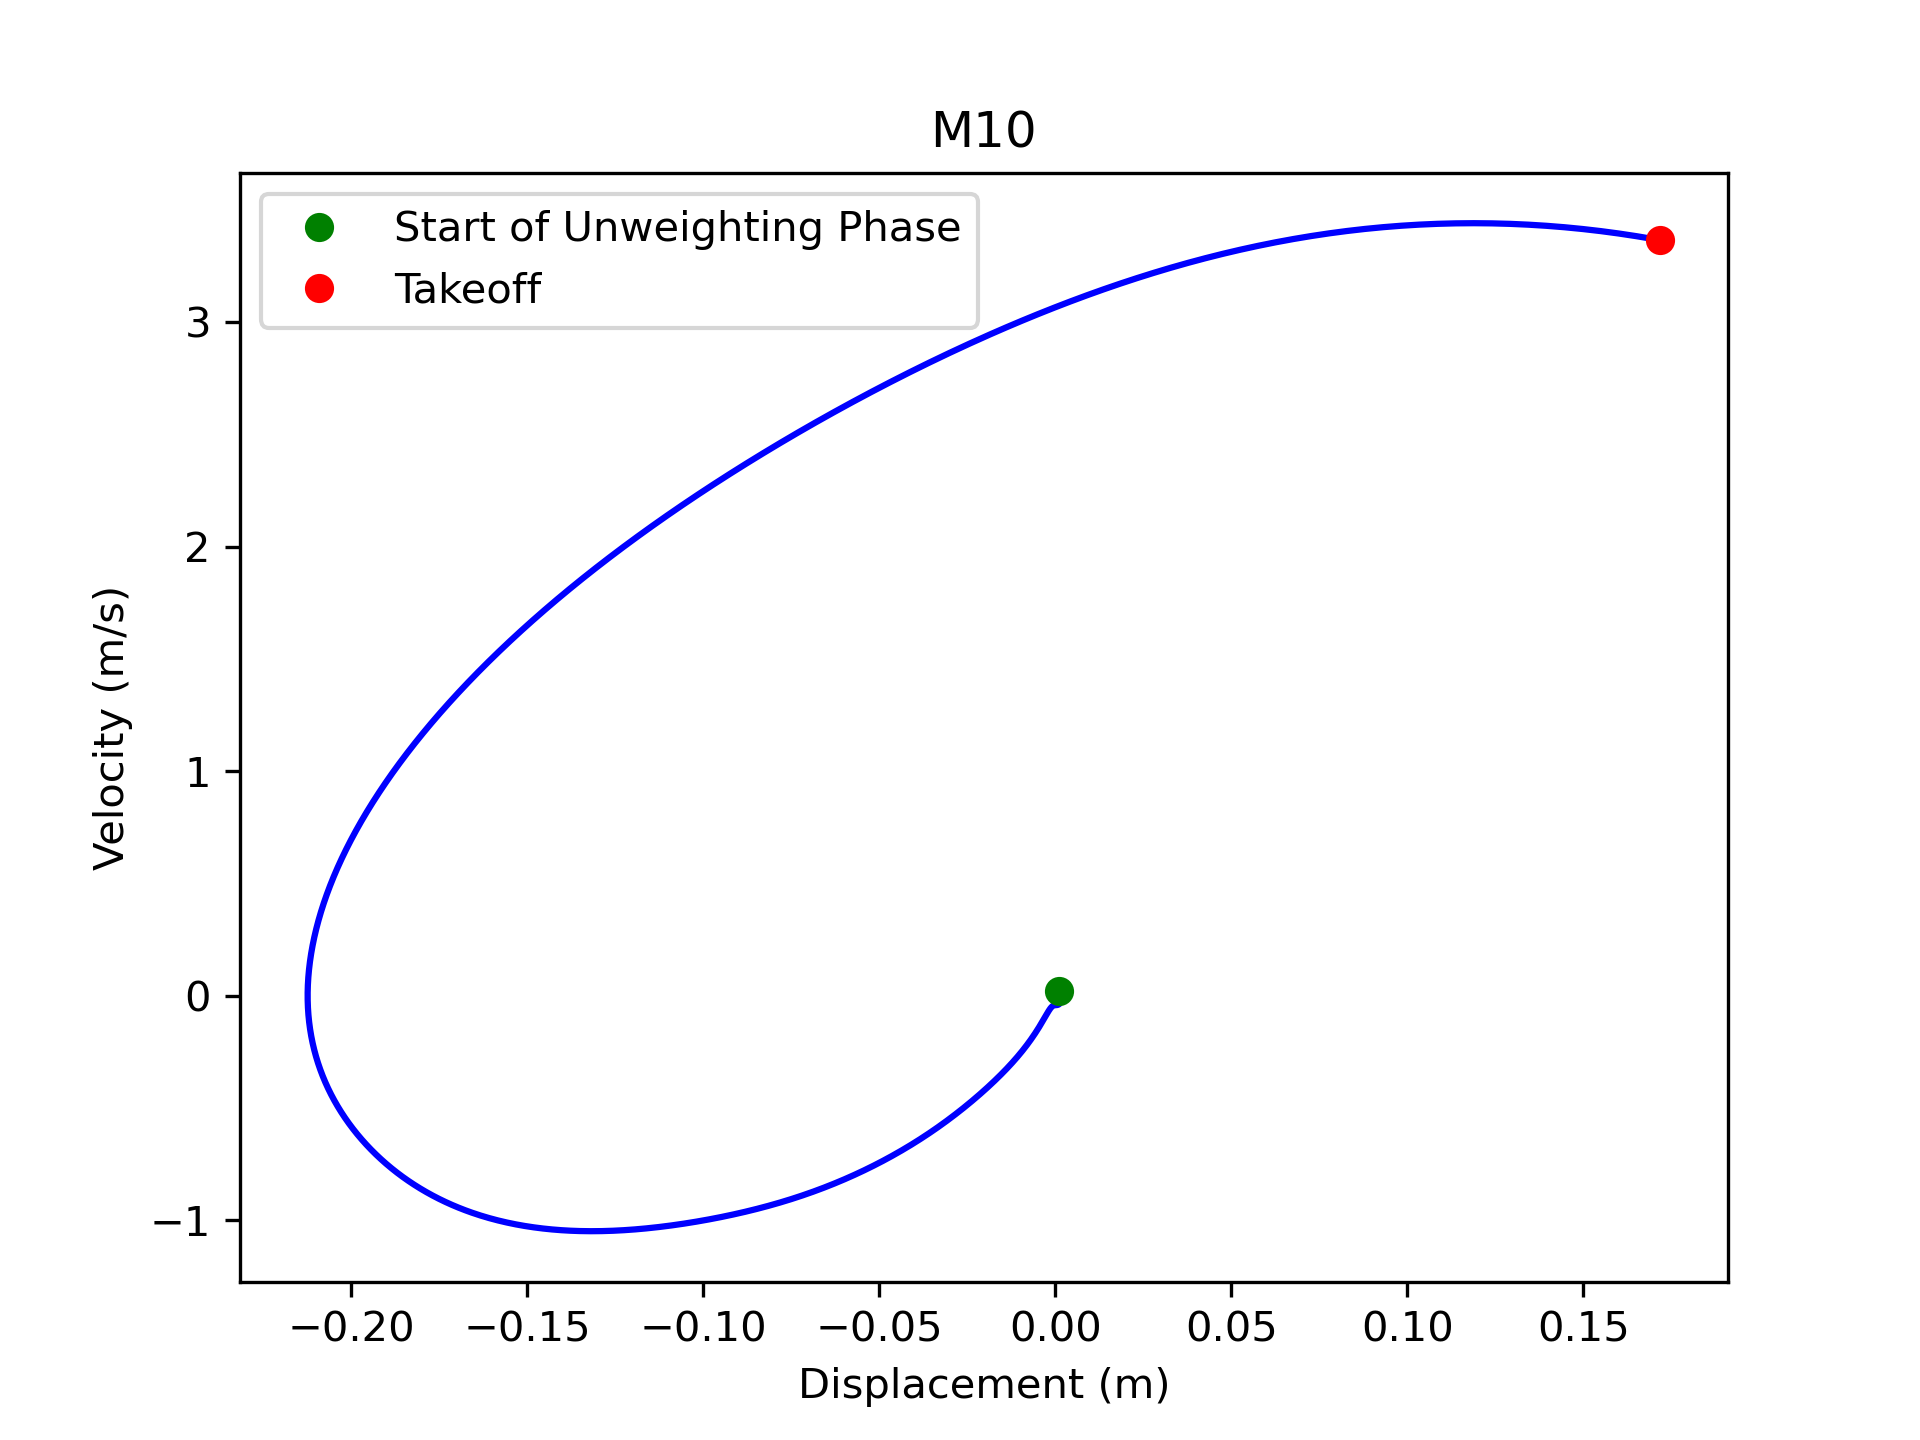 M10
Start of Unweighting Phase
Takeoff
Velocity (m/s)
3
2
1
0
−1
−0.20 −0.15 −0.10 −0.05 0.00 0.05 0.10 0.15
Displacement (m)